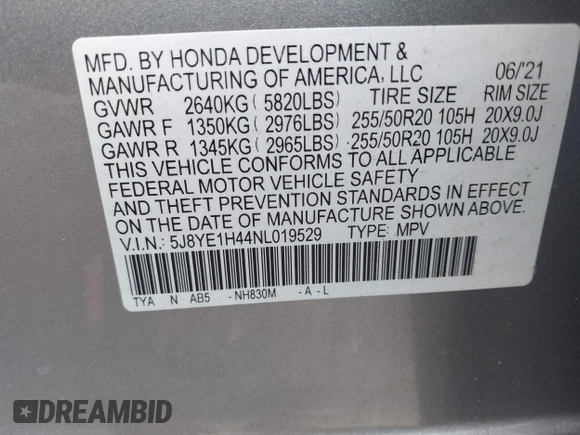 MFD. BY HONDA DEVELOPMENT &
MANUFACTURING OF AMERICA, LLC 06/'21
GVWR 2640KG ( 5820LBS) TIRE SIZE RIM SIZE
GAWR F 1350KG ( 2976LBS) 255/50R20 105H 20X9.0J
GAWR R 1345KG ( 2965LBS) 255/50R20 105H 20X9.0J
THIS VEHICLE CONFORMS TO ALL APPLICABLE
FEDERAL MOTOR VEHICLE SAFETY
AND THEFT PREVENTION STANDARDS IN EFFECT
ON THE DATE OF MANUFACTURE SHOWN ABOVE.
V.I.N.: 5J8YE1H44NL019529 TYPE: MPV
TYA N AB5 -NH830M -A-L
DREAMBID